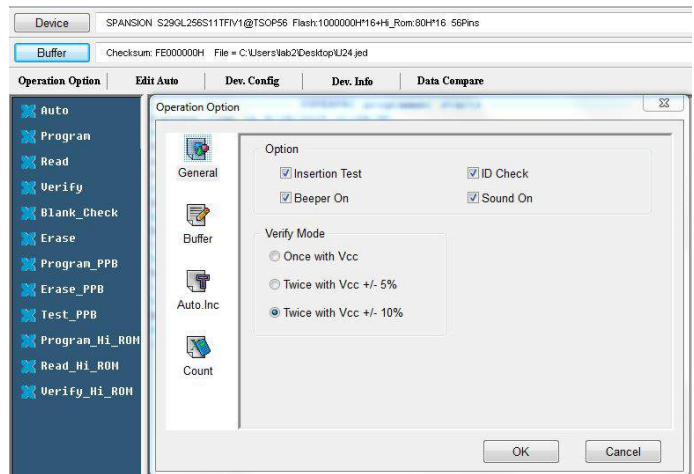 Device SPANSION S29GL256S11TFIV1@TSOP56 Flash:1000000H*16+Hi_Rom:80H*16 56Pins
Buffer Checksum: FE000000H File = C:\Users\lab2\Desktop\U24.jed
Operation Option Edit Auto Dev. Config Dev. Info Data Compare
Auto
Program
Read
Verify
Blank_Check
Erase
Program_PPB
Erase_PPB
Test_PPB
Program_Hi_ROM
Read_Hi_ROM
Verify_Hi_ROM
Operation Option
General
Buffer
Auto.Inc
Count
Option
Insertion Test ID Check
Beeper On Sound On
Verify Mode
Once with Vcc
Twice with Vcc +/- 5%
Twice with Vcc +/- 10%
OK Cancel